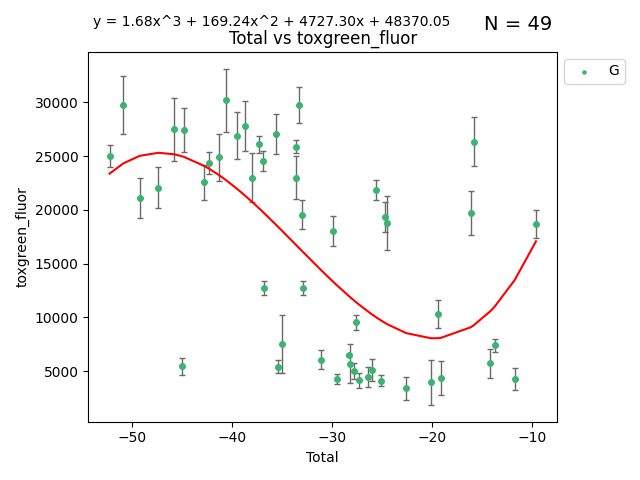 y = 1.68x^3 + 169.24x^2 + 4727.30x + 48370.05
N = 49
Total vs toxgreen_fluor
G
30000
25000
20000
15000
10000
5000
toxgreen_fluor
−50
−40
−30
−20
−10
Total